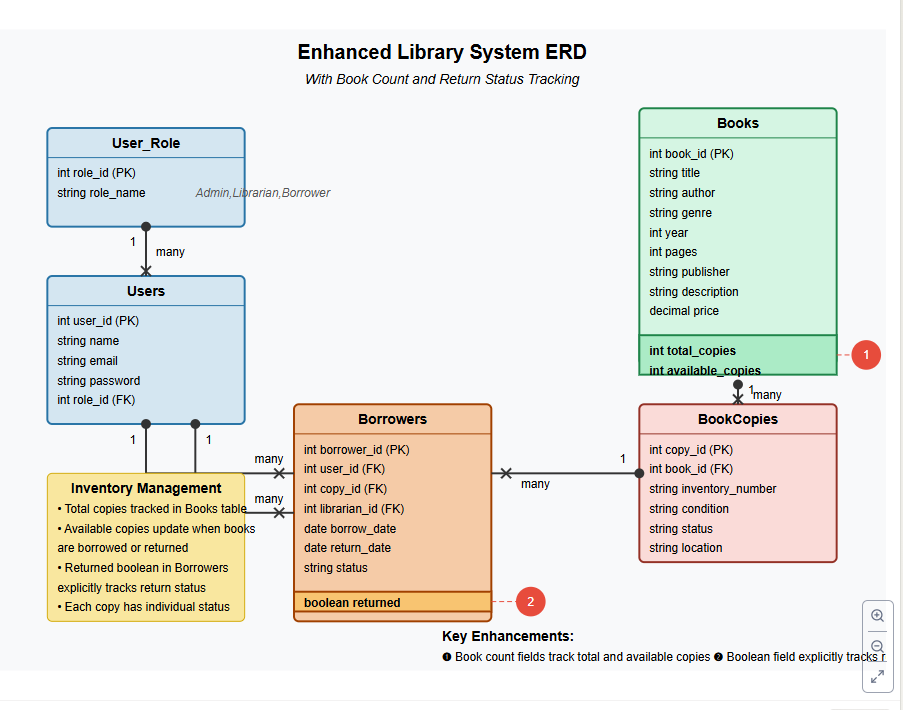 Enhanced Library System ERD
With Book Count and Return Status Tracking
User_Role
int role_id (PK)
string role_name
Admin,Librarian,Borrower
1
many
Users
int user_id (PK)
string name
string email
string password
int role_id (FK)
1
1
many
many
Inventory Management
• Total copies tracked in Books table
• Available copies update when books
are borrowed or returned
• Returned boolean in Borrowers
explicitly tracks return status
• Each copy has individual status
Borrowers
int borrower_id (PK)
int user_id (FK)
int copy_id (FK)
int librarian_id (FK)
date borrow_date
date return_date
string status
boolean returned
2
many
1
Books
int book_id (PK)
string title
string author
string genre
int year
int pages
string publisher
string description
decimal price
int total_copies
int available_copies
1
1
many
BookCopies
int copy_id (PK)
int book_id (FK)
string inventory_number
string condition
string status
string location
Key Enhancements:
❶ Book count fields track total and available copies ❷ Boolean field explicitly tracks